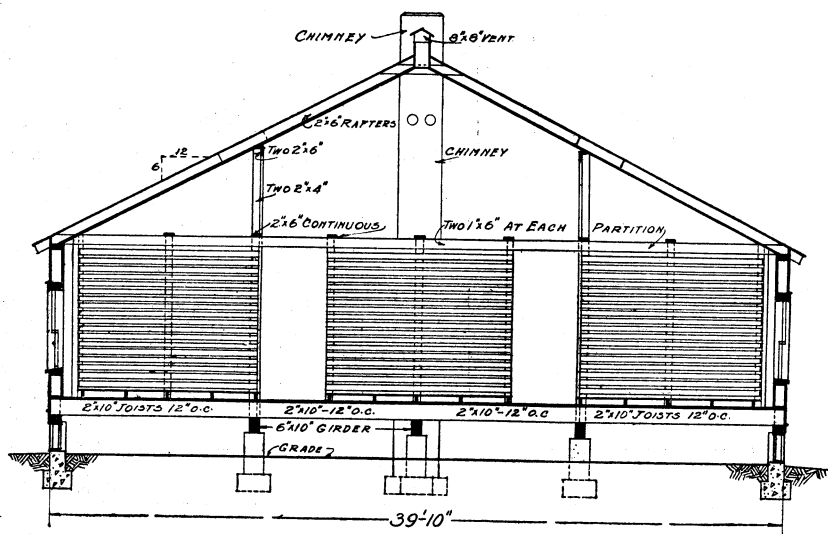 CHIMNEY
8"x8" VENT
2"x6" RAFTERS
12
6
TWO 2"x6"
CHIMNEY
TWO 2"x4"
2"x6" CONTINUOUS
TWO 1"x6" AT EACH
PARTITION
2"x10" JOISTS 12" O.C.
2"x10"-12" O.C.
2"x10"-12" O.C
2"x10" JOISTS 12" O.C.
6"x10" GIRDER
GRADE
39'-10"